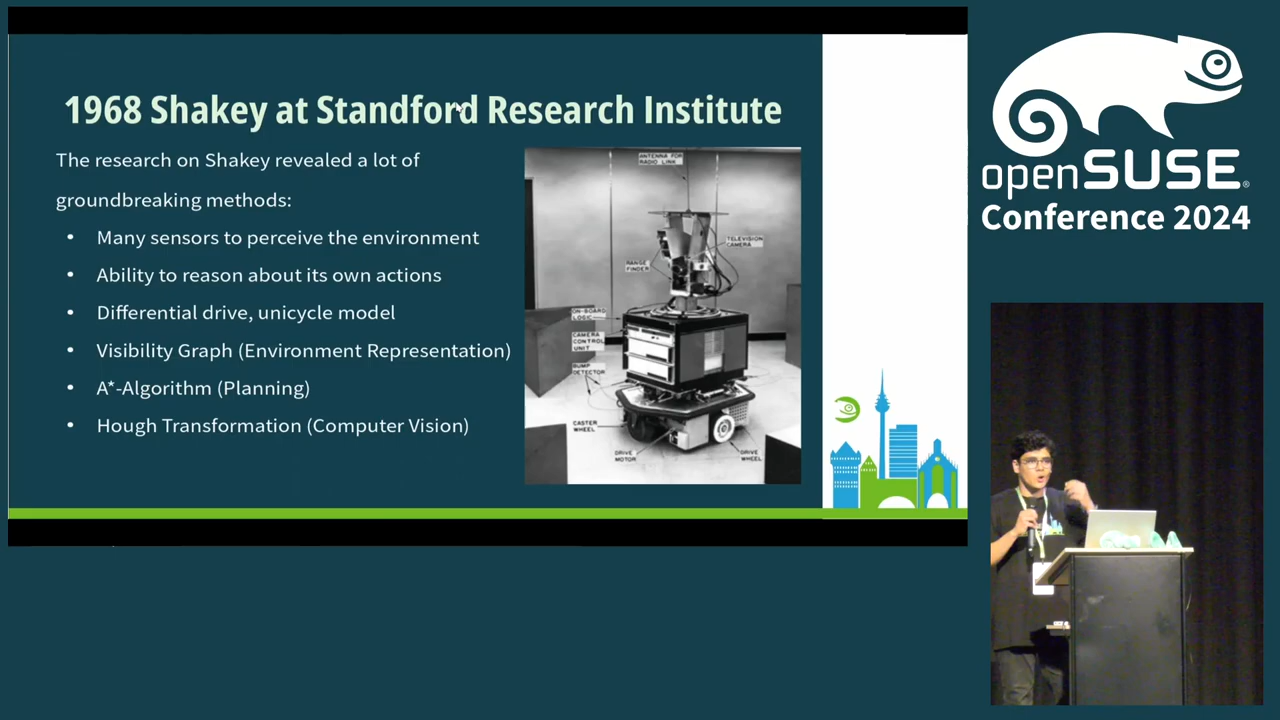 1968 Shakey at Standford Research Institute
The research on Shakey revealed a lot of
groundbreaking methods:
• Many sensors to perceive the environment
• Ability to reason about its own actions
• Differential drive, unicycle model
• Visibility Graph (Environment Representation)
• A*-Algorithm (Planning)
• Hough Transformation (Computer Vision)
ANTENNA FOR
RADIO LINK
TELEVISION
CAMERA
RANGE
FINDER
ON-BOARD
LOGIC
CAMERA
CONTROL
UNIT
BUMP
DETECTOR
CASTER
WHEEL
DRIVE
MOTOR
DRIVE
WHEEL
openSUSE®
Conference 2024